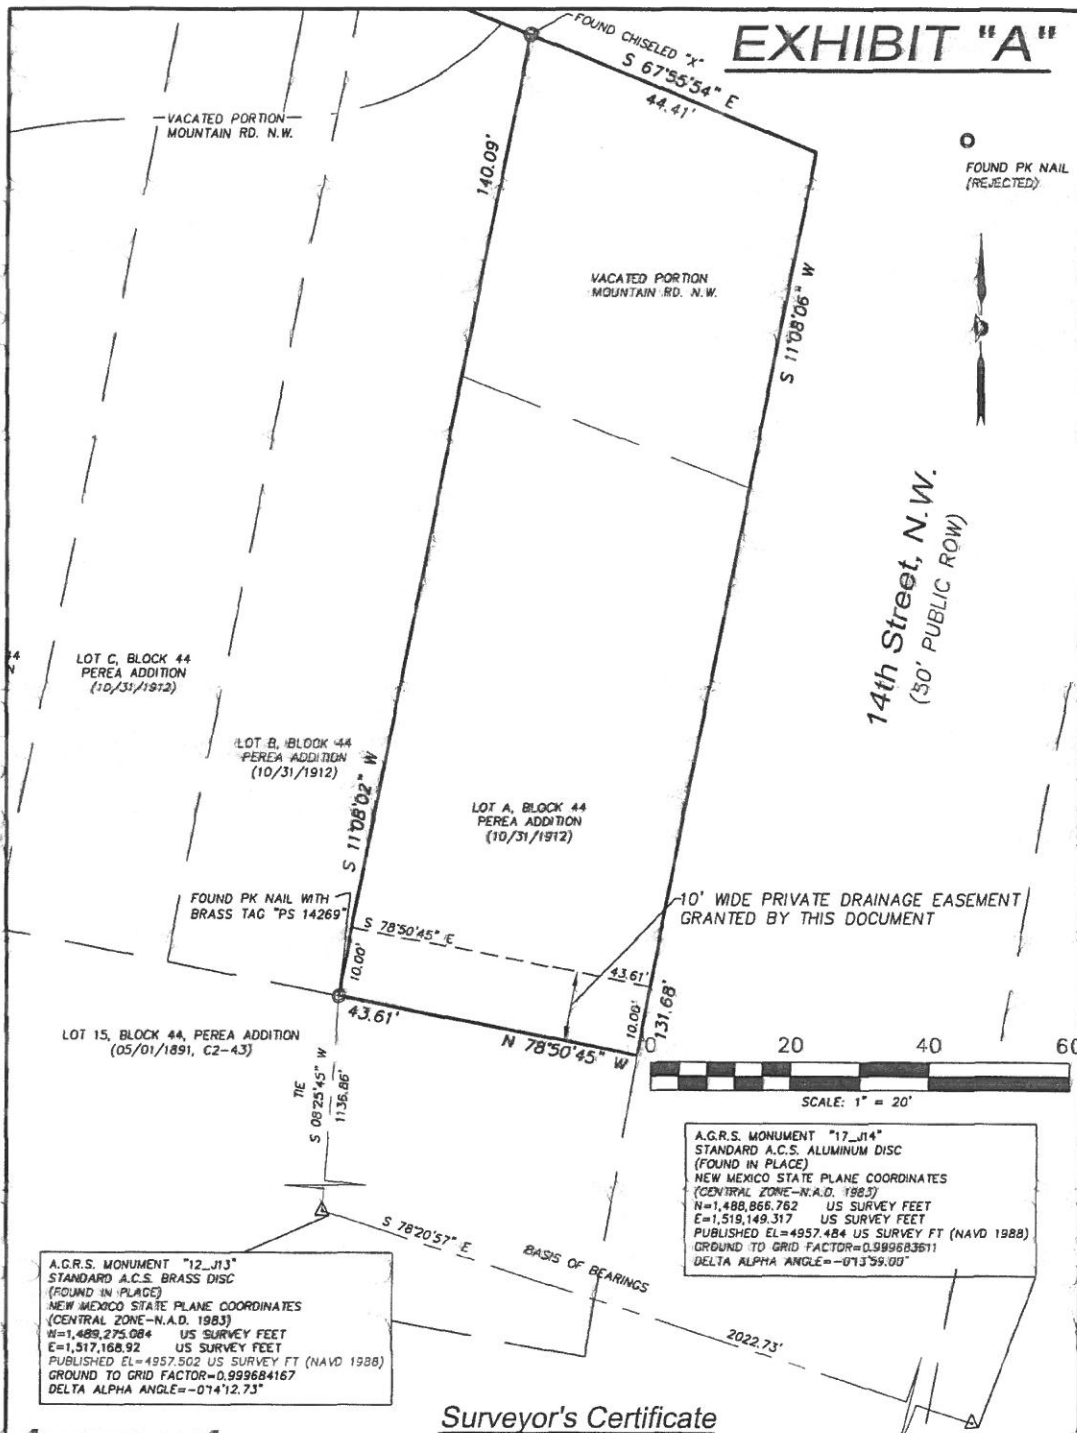 EXHIBIT "A"
FOUND CHISELED "X"
S 67°55'54" E
44.41'
VACATED PORTION
MOUNTAIN RD. N.W.
140.09'
FOUND PK NAIL
(REJECTED)
VACATED PORTION
MOUNTAIN RD. N.W.
S 11°08'06" W
14th Street, N.W.
(50' PUBLIC ROW)
44
N
LOT C, BLOCK 44
PEREA ADDITION
(10/31/1912)
LOT B, BLOCK 44
PEREA ADDITION
(10/31/1912)
S 11°08'02" W
LOT A, BLOCK 44
PEREA ADDITION
(10/31/1912)
FOUND PK NAIL WITH
BRASS TAG "PS 14269"
10' WIDE PRIVATE DRAINAGE EASEMENT
GRANTED BY THIS DOCUMENT
S 78°50'45" E
43.61'
10.00'
10.00'
131.68'
43.61'
N 78°50'45" W
LOT 15, BLOCK 44, PEREA ADDITION
(05/01/1891, C2-43)
TIE
S 08°25'45" W
1136.86'
0 20 40 60
SCALE: 1" = 20'
A.G.R.S. MONUMENT "17_J14"
STANDARD A.C.S. ALUMINUM DISC
(FOUND IN PLACE)
NEW MEXICO STATE PLANE COORDINATES
(CENTRAL ZONE-N.A.D. 1983)
N=1,488,866.762 US SURVEY FEET
E=1,519,149.317 US SURVEY FEET
PUBLISHED EL=4957.484 US SURVEY FT (NAVD 1988)
GROUND TO GRID FACTOR=0.999683611
DELTA ALPHA ANGLE=-0°13'59.00"
S 78°20'57" E
BASIS OF BEARINGS
2022.73'
A.G.R.S. MONUMENT "12_J13"
STANDARD A.C.S. BRASS DISC
(FOUND IN PLACE)
NEW MEXICO STATE PLANE COORDINATES
(CENTRAL ZONE-N.A.D. 1983)
N=1,489,275.084 US SURVEY FEET
E=1,517,168.92 US SURVEY FEET
PUBLISHED EL=4957.502 US SURVEY FT (NAVD 1988)
GROUND TO GRID FACTOR=0.999684167
DELTA ALPHA ANGLE=-0°14'12.73"
Surveyor's Certificate